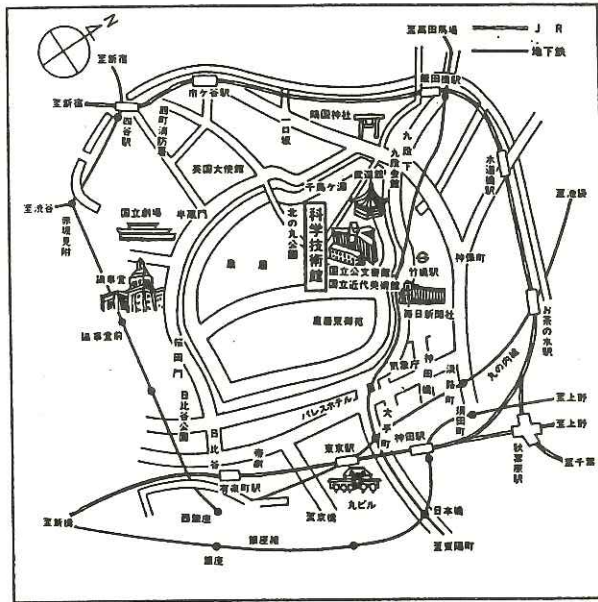 至高田馬場
JR
地下鉄
N
至新宿
至新宿
市ケ谷駅
飯田橋駅
四谷駅
麹町消防署
一口坂
靖国神社
九段下
九段会館
水道橋駅
英国大使館
千鳥ケ淵
武道館
至池袋
至渋谷
赤坂見附
国立劇場
半蔵門
北の丸公園
科学技術館
神保町
皇居
国立公文書館
国立近代美術館
竹橋駅
毎日新聞社
議事堂
お茶の水駅
議事堂前
桜田門
皇居東御苑
気象庁
神田橋
淡路町
丸の内線
日比谷公園
パレスホテル
大手町
須田町
至上野
日比谷
帝劇
東京駅
神田駅
至上野
秋葉原駅
至千葉
有楽町駅
丸ビル
至新橋
西銀座
至京橋
日本橋
銀座線
銀座
至東陽町